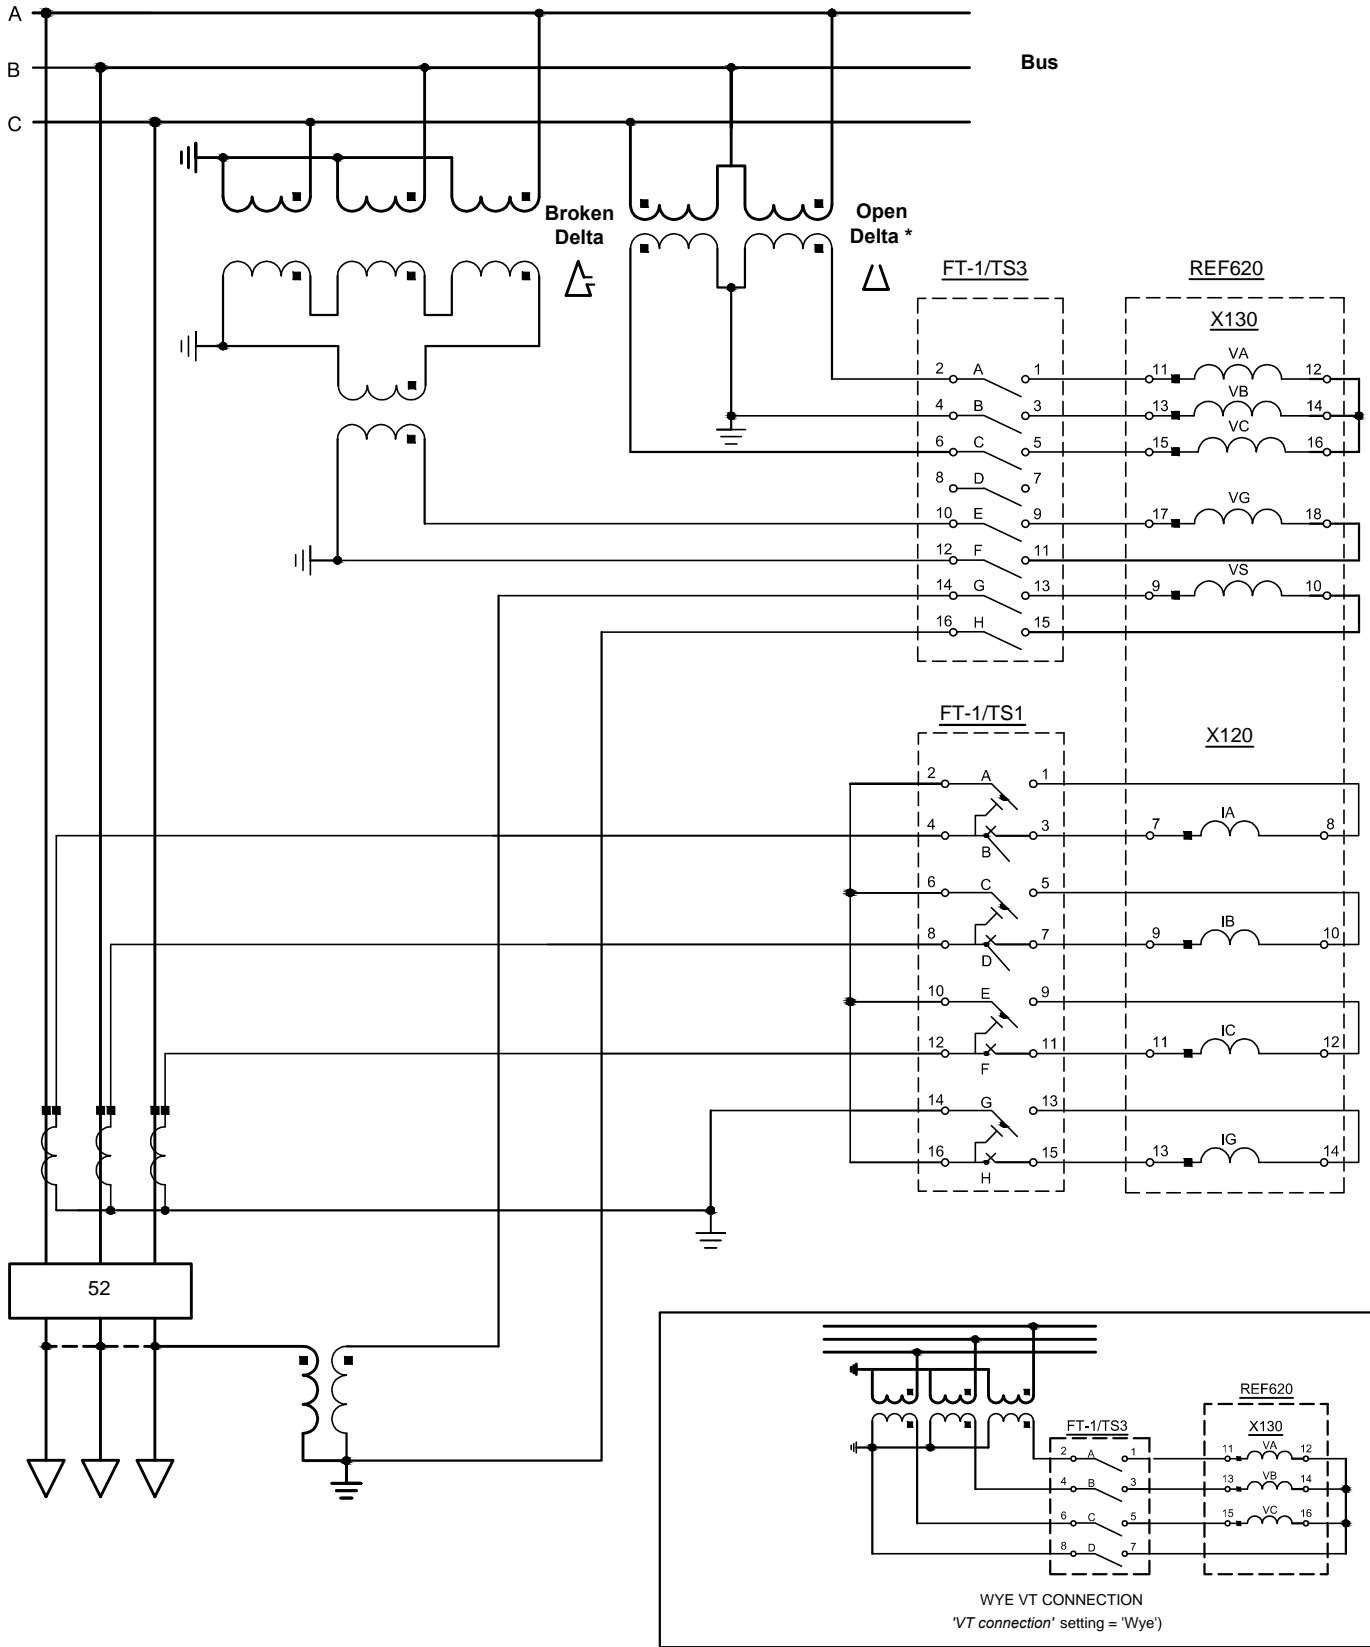 A
B
Bus
C
Broken
Delta
Open
Delta *
FT-1/TS3
REF620
X130
2 A 1 11 VA 12
4 B 3 13 VB 14
6 C 5 15 VC 16
8 D 7
10 E 9 17 VG 18
12 F 11
14 G 13 9 VS 10
16 H 15
FT-1/TS1
X120
2 A 1
4 B 3 7 IA 8
6 C 5
8 D 7 9 IB 10
10 E 9
12 F 11 11 IC 12
14 G 13
16 H 15 13 IG 14
52
REF620
FT-1/TS3
X130
2 A 1 11 VA 12
4 B 3 13 VB 14
6 C 5 15 VC 16
8 D 7
WYE VT CONNECTION
'VT connection' setting = 'Wye')